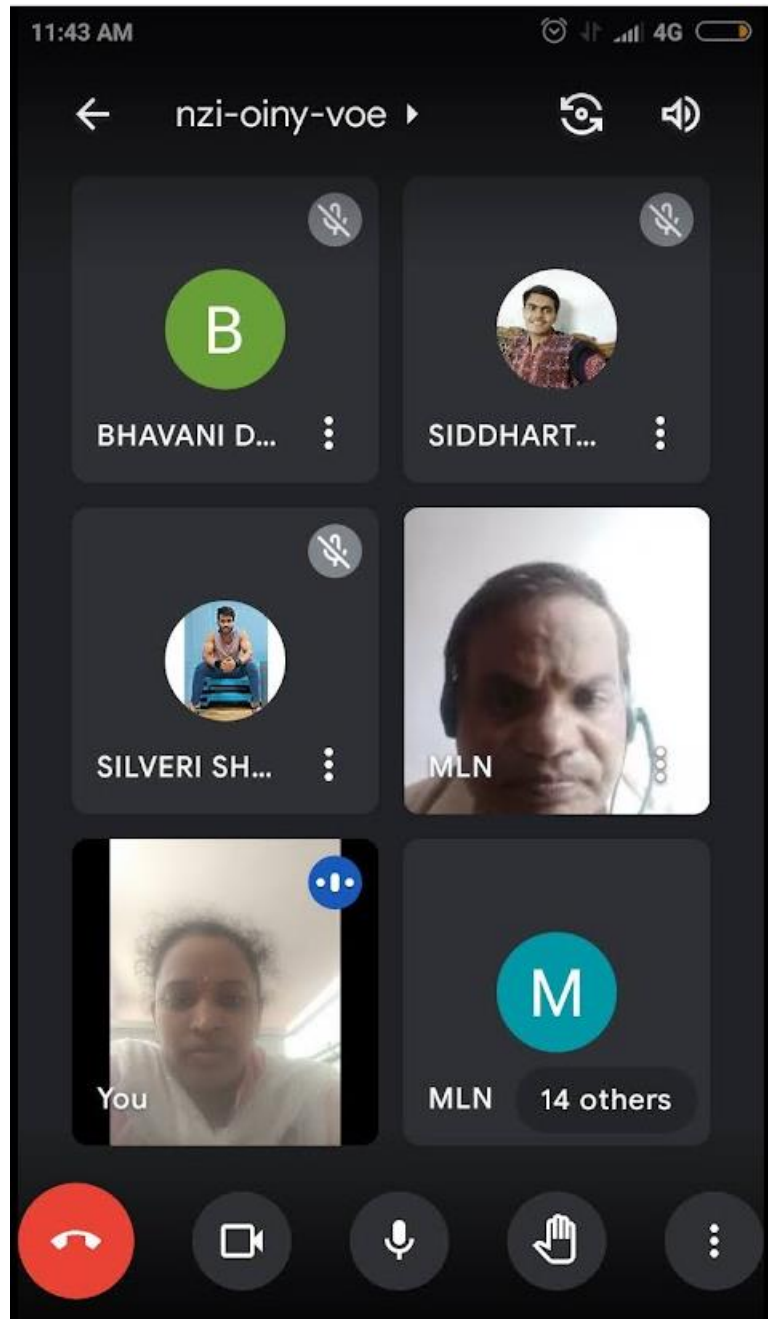 11:43 AM 4G
nzi-oiny-voe
B
BHAVANI D...
SIDDHART...
SILVERI SH...
MLN
You
M
MLN 14 others